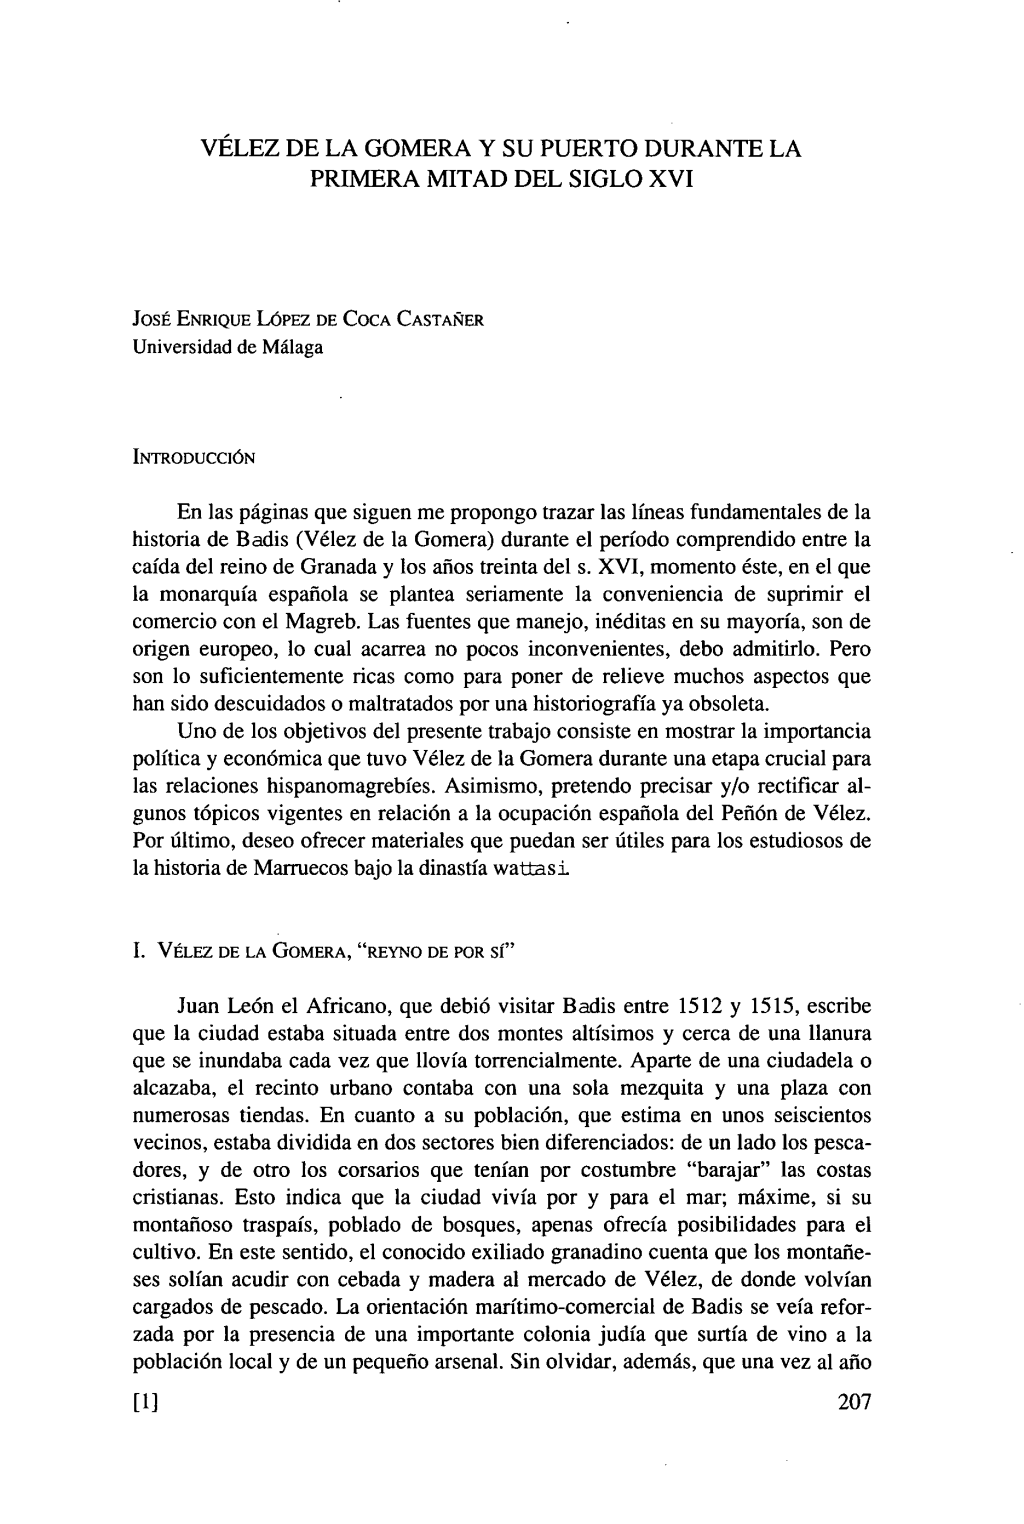 VÉLEZ DE LA GOMERA Y SU PUERTO DURANTE LA
PRIMERA MITAD DEL SIGLO XVI
JOSÉ ENRIQUE LÓPEZ DE COCA CASTAÑER
Universidad de Málaga
INTRODUCCIÓN
En las páginas que siguen me propongo trazar las líneas fundamentales de la
historia de Badis (Vélez de la Gomera) durante el período comprendido entre la
caída del reino de Granada y los años treinta del s. XVI, momento éste, en el que
la monarquía española se plantea seriamente la conveniencia de suprimir el
comercio con el Magreb. Las fuentes que manejo, inéditas en su mayoría, son de
origen europeo, lo cual acarrea no pocos inconvenientes, debo admitirlo. Pero
son lo suficientemente ricas como para poner de relieve muchos aspectos que
han sido descuidados o maltratados por una historiografía ya obsoleta.
Uno de los objetivos del presente trabajo consiste en mostrar la importancia
política y económica que tuvo Vélez de la Gomera durante una etapa crucial para
las relaciones hispanomagrebíes. Asimismo, pretendo precisar y/o rectificar al-
gunos tópicos vigentes en relación a la ocupación española del Peñón de Vélez.
Por último, deseo ofrecer materiales que puedan ser útiles para los estudiosos de
la historia de Marruecos bajo la dinastía wattasi.
I. VÉLEZ DE LA GOMERA, “REYNO DE POR SÍ”
Juan León el Africano, que debió visitar Badis entre 1512 y 1515, escribe
que la ciudad estaba situada entre dos montes altísimos y cerca de una llanura
que se inundaba cada vez que llovía torrencialmente. Aparte de una ciudadela o
alcazaba, el recinto urbano contaba con una sola mezquita y una plaza con
numerosas tiendas. En cuanto a su población, que estima en unos seiscientos
vecinos, estaba dividida en dos sectores bien diferenciados: de un lado los pesca-
dores, y de otro los corsarios que tenían por costumbre “barajar” las costas
cristianas. Esto indica que la ciudad vivía por y para el mar; máxime, si su
montañoso traspaís, poblado de bosques, apenas ofrecía posibilidades para el
cultivo. En este sentido, el conocido exiliado granadino cuenta que los montañe-
ses solían acudir con cebada y madera al mercado de Vélez, de donde volvían
cargados de pescado. La orientación marítimo-comercial de Badis se veía refor-
zada por la presencia de una importante colonia judía que surtía de vino a la
población local y de un pequeño arsenal. Sin olvidar, además, que una vez al año
[1] 207